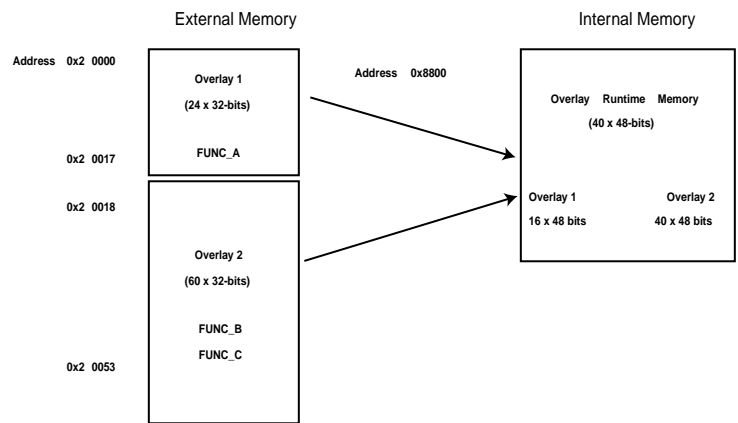 External Memory
Internal Memory
Address 0x2 0000
Overlay 1
(24 x 32-bits)
FUNC_A
0x2 0017
0x2 0018
Overlay 2
(60 x 32-bits)
FUNC_B
FUNC_C
0x2 0053
Address 0x8800
Overlay Runtime Memory
(40 x 48-bits)
Overlay 1 Overlay 2
16 x 48 bits 40 x 48 bits